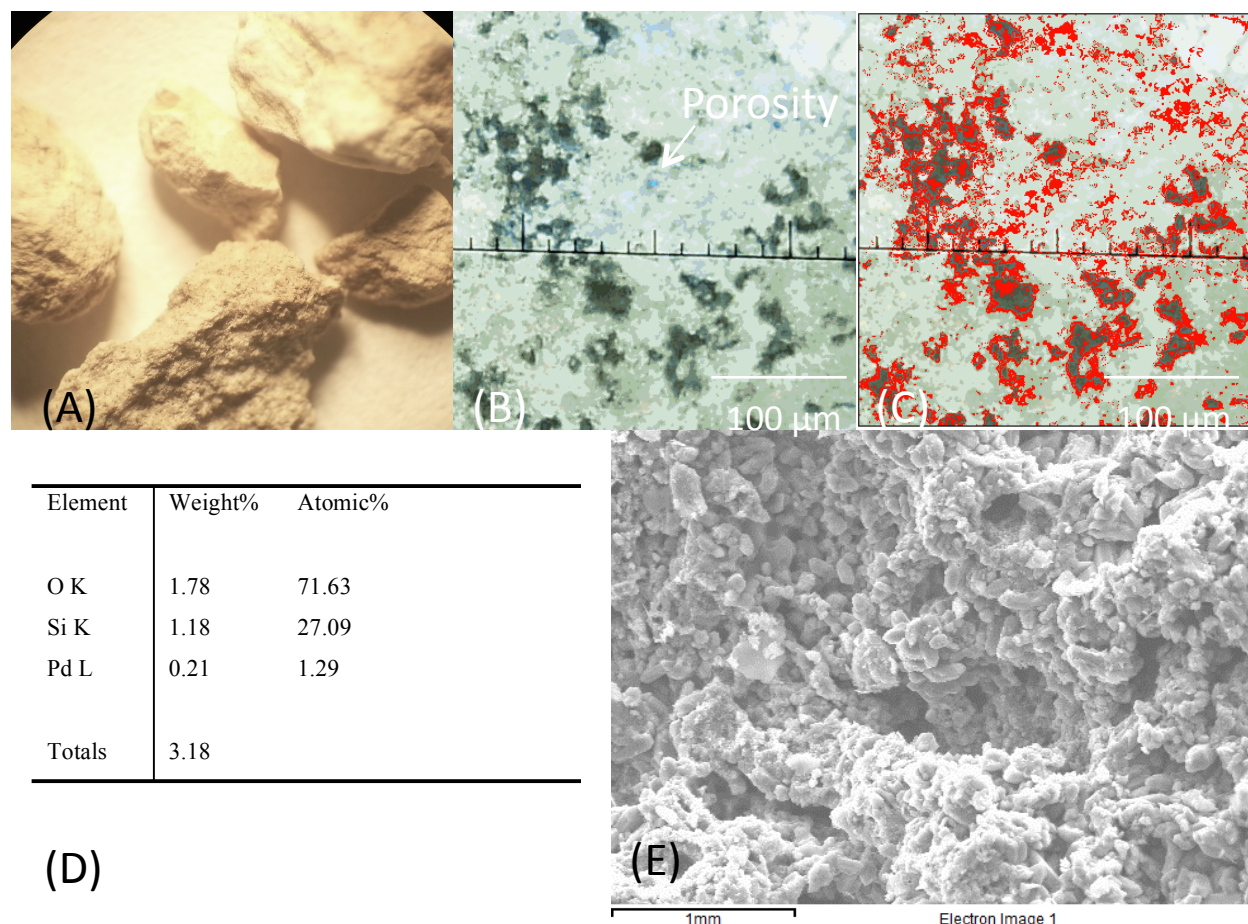 Porosity
(A)
(B)
100 µm
(C)
100 µm
Element Weight% Atomic%
O K 1.78 71.63
Si K 1.18 27.09
Pd L 0.21 1.29
Totals 3.18
(D)
(E)
1mm Electron Image 1